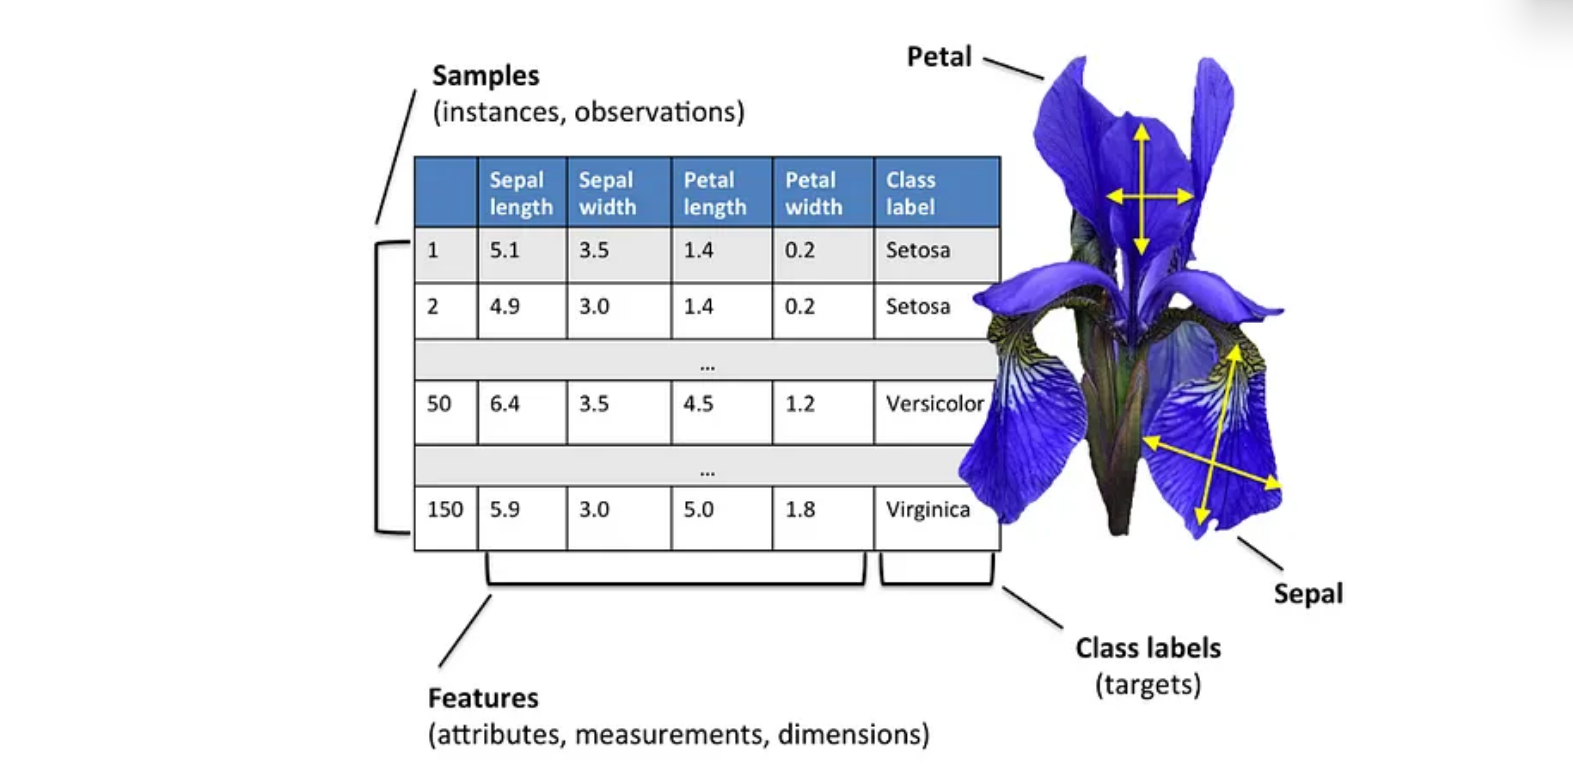 Petal
Samples
(instances, observations)
Sepal length Sepal width Petal length Petal width Class label
1 5.1 3.5 1.4 0.2 Setosa
2 4.9 3.0 1.4 0.2 Setosa
...
50 6.4 3.5 4.5 1.2 Versicolor
...
150 5.9 3.0 5.0 1.8 Virginica
Sepal
Class labels
(targets)
Features
(attributes, measurements, dimensions)